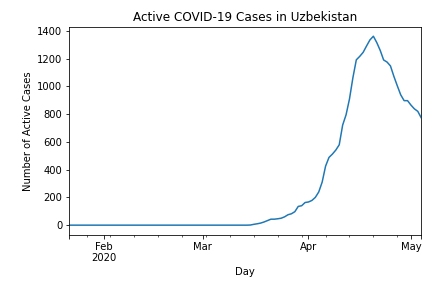 Active COVID-19 Cases in Uzbekistan
Number of Active Cases
1400
1200
1000
800
600
400
200
0
Feb
2020
Mar
Apr
May
Day